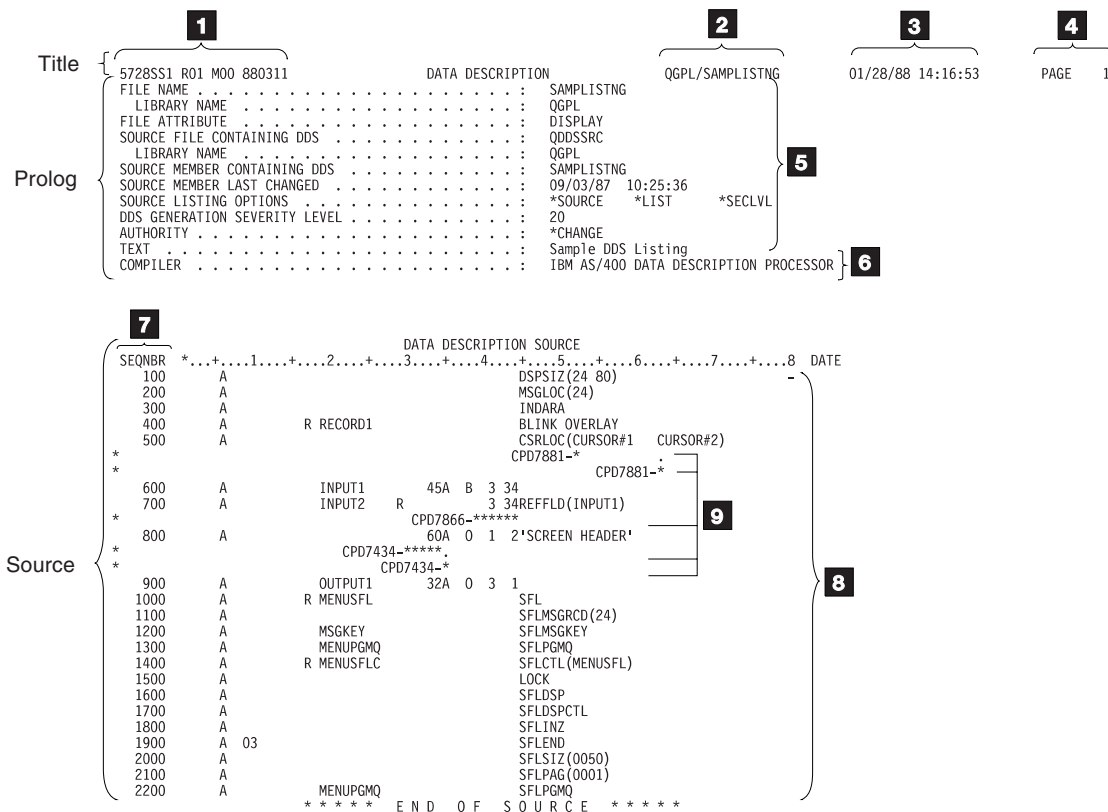 1 2 3 4
Title
5728SS1 R01 M00 880311 DATA DESCRIPTION QGPL/SAMPLISTNG 01/28/88 14:16:53 PAGE 1
Prolog
FILE NAME . . . . . . . . . . . . . . . . . . . . . : SAMPLISTNG
LIBRARY NAME . . . . . . . . . . . . . . . . . . : QGPL
FILE ATTRIBUTE . . . . . . . . . . . . . . . . . . : DISPLAY
SOURCE FILE CONTAINING DDS . . . . . . . . . . . . : QDDSSRC
LIBRARY NAME . . . . . . . . . . . . . . . . . . : QGPL
SOURCE MEMBER CONTAINING DDS . . . . . . . . . . . : SAMPLISTNG
5
SOURCE MEMBER LAST CHANGED . . . . . . . . . . . . : 09/03/87 10:25:36
SOURCE LISTING OPTIONS . . . . . . . . . . . . . . : *SOURCE *LIST *SECLVL
DDS GENERATION SEVERITY LEVEL . . . . . . . . . . . : 20
AUTHORITY . . . . . . . . . . . . . . . . . . . . . : *CHANGE
TEXT . . . . . . . . . . . . . . . . . . . . . . . : Sample DDS Listing
COMPILER . . . . . . . . . . . . . . . . . . . . . : IBM AS/400 DATA DESCRIPTION PROCESSOR 6
7
DATA DESCRIPTION SOURCE
SEQNBR *...+....1....+....2....+....3....+....4....+....5....+....6....+....7....+....8 DATE
100 A DSPSIZ(24 80) -
200 A MSGLOC(24)
300 A INDARA
400 A R RECORD1 BLINK OVERLAY
500 A CSRLOC(CURSOR#1 CURSOR#2)
* CPD7881-* .
* CPD7881-*
600 A INPUT1 45A B 3 34
700 A INPUT2 R 3 34REFFLD(INPUT1)
* CPD7866-******
9
800 A 60A O 1 2'SCREEN HEADER'
* CPD7434-*****.
* CPD7434-*
Source
8
900 A OUTPUT1 32A O 3 1
1000 A R MENUSFL SFL
1100 A SFLMSGRCD(24)
1200 A MSGKEY SFLMSGKEY
1300 A MENUPGMQ SFLPGMQ
1400 A R MENUSFLC SFLCTL(MENUSFL)
1500 A LOCK
1600 A SFLDSP
1700 A SFLDSPCTL
1800 A SFLINZ
1900 A 03 SFLEND
2000 A SFLSIZ(0050)
2100 A SFLPAG(0001)
2200 A MENUPGMQ SFLPGMQ
* * * * * E N D O F S O U R C E * * * * *